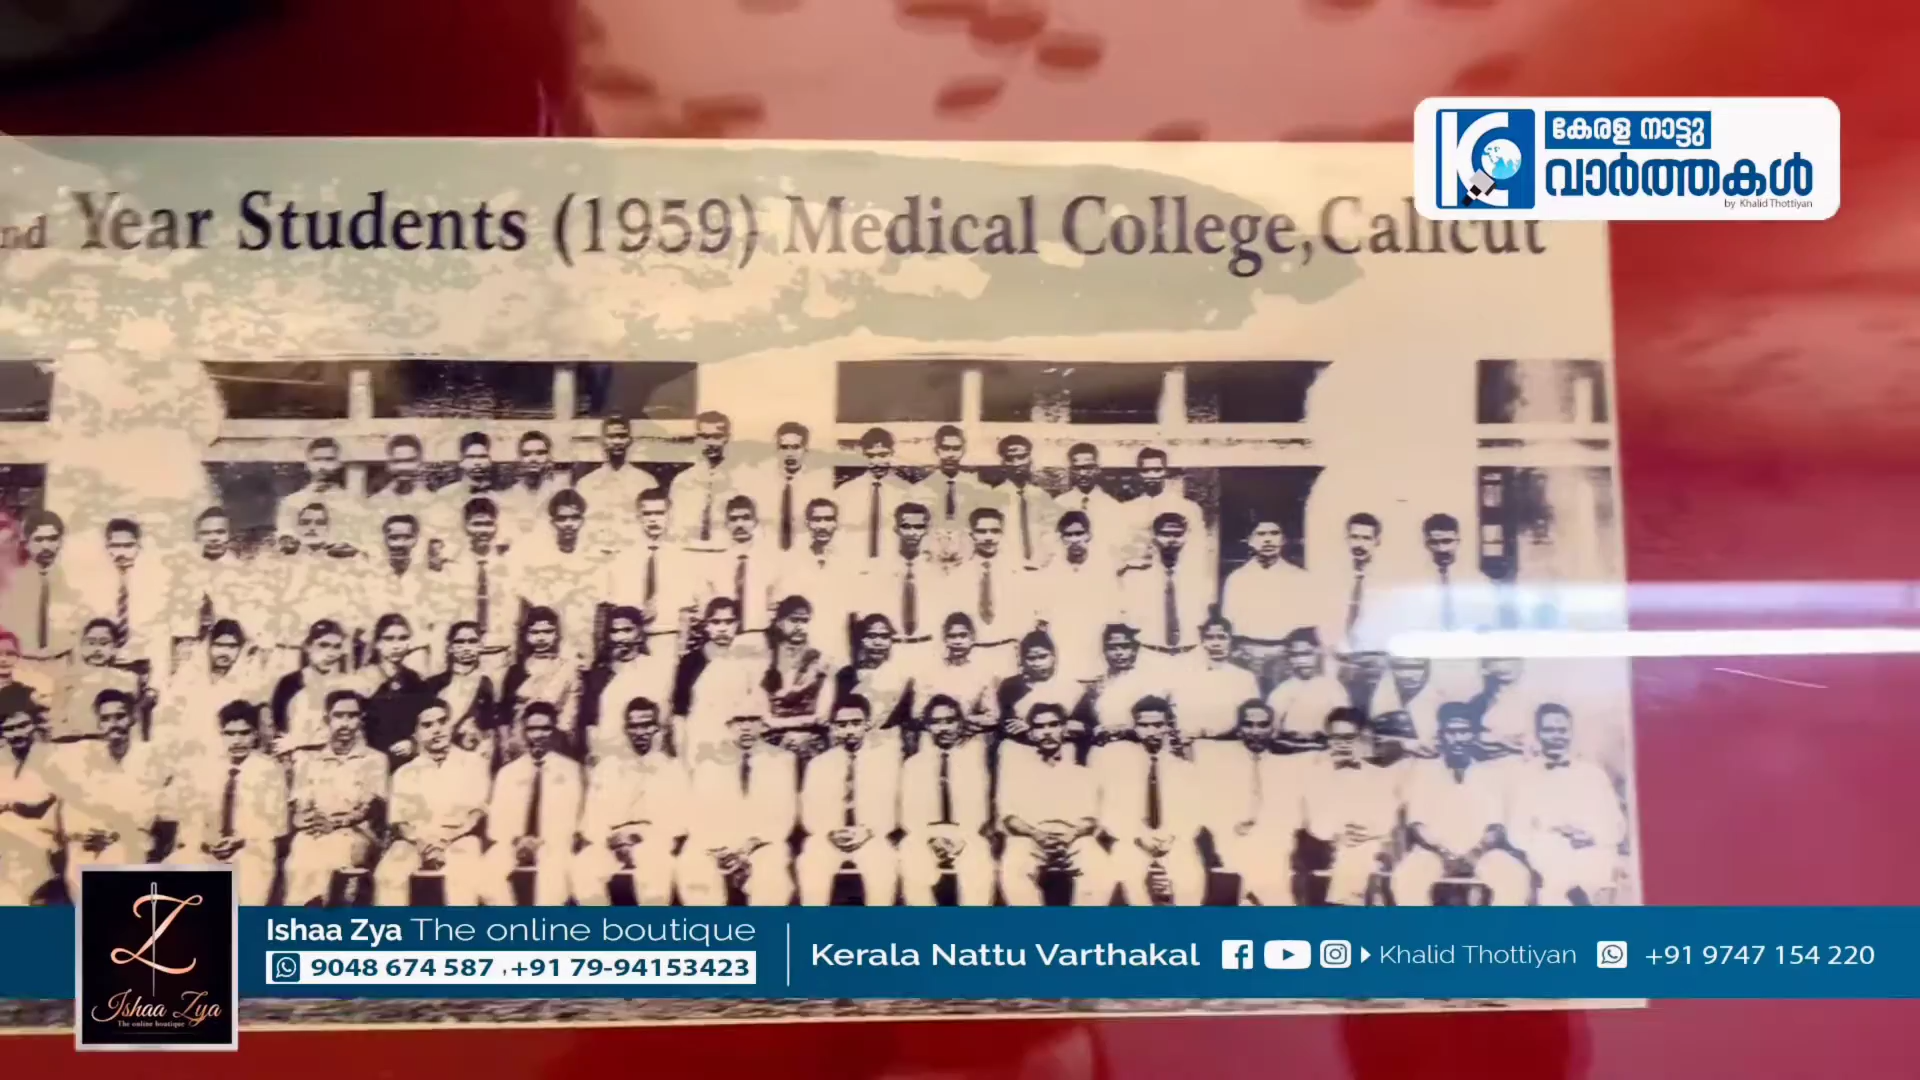 കേരള നാട്ടു
വാർത്തകൾ
by Khalid Thottiyan
nd Year Students (1959) Medical College, Calicut
Ishaa Zya The online boutique
9048 674 587 , +91 79-94153423
Kerala Nattu Varthakal
Khalid Thottiyan
+91 9747 154 220
Z
Ishaa Zya
The online boutique